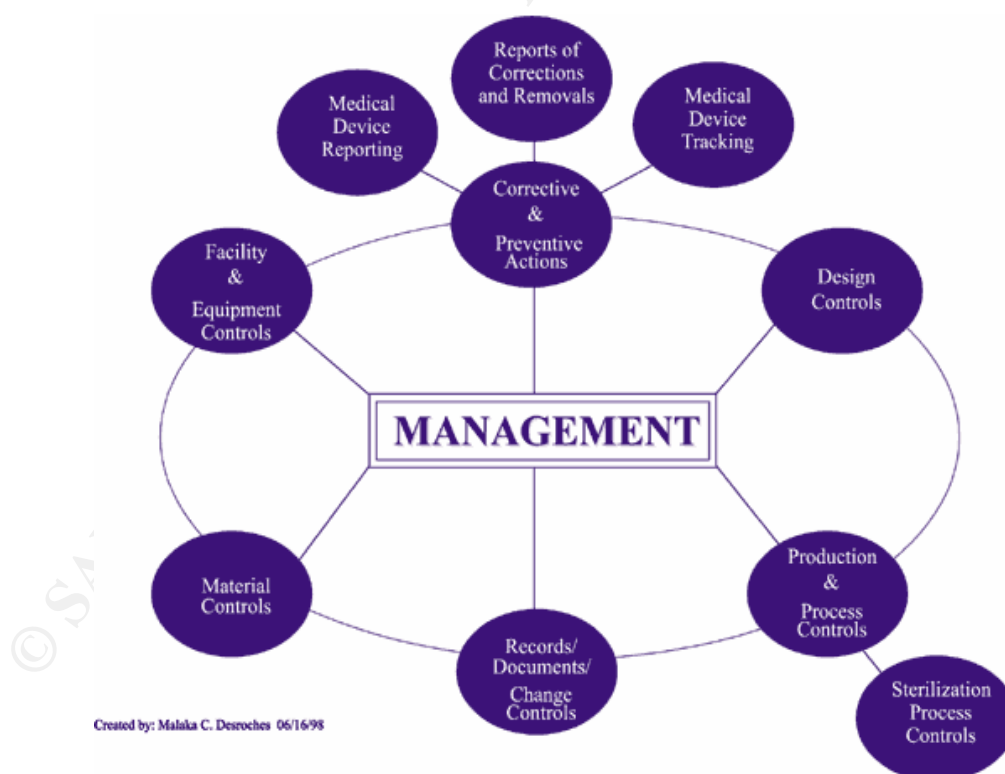 Reports of
Corrections
and Removals
Medical
Device
Reporting
Medical
Device
Tracking
Corrective
&
Preventive
Actions
Facility
&
Equipment
Controls
Design
Controls
MANAGEMENT
Material
Controls
Production
&
Process
Controls
Records/
Documents/
Change
Controls
Sterilization
Process
Controls
Created by: Malaka C. Desroches 06/16/98